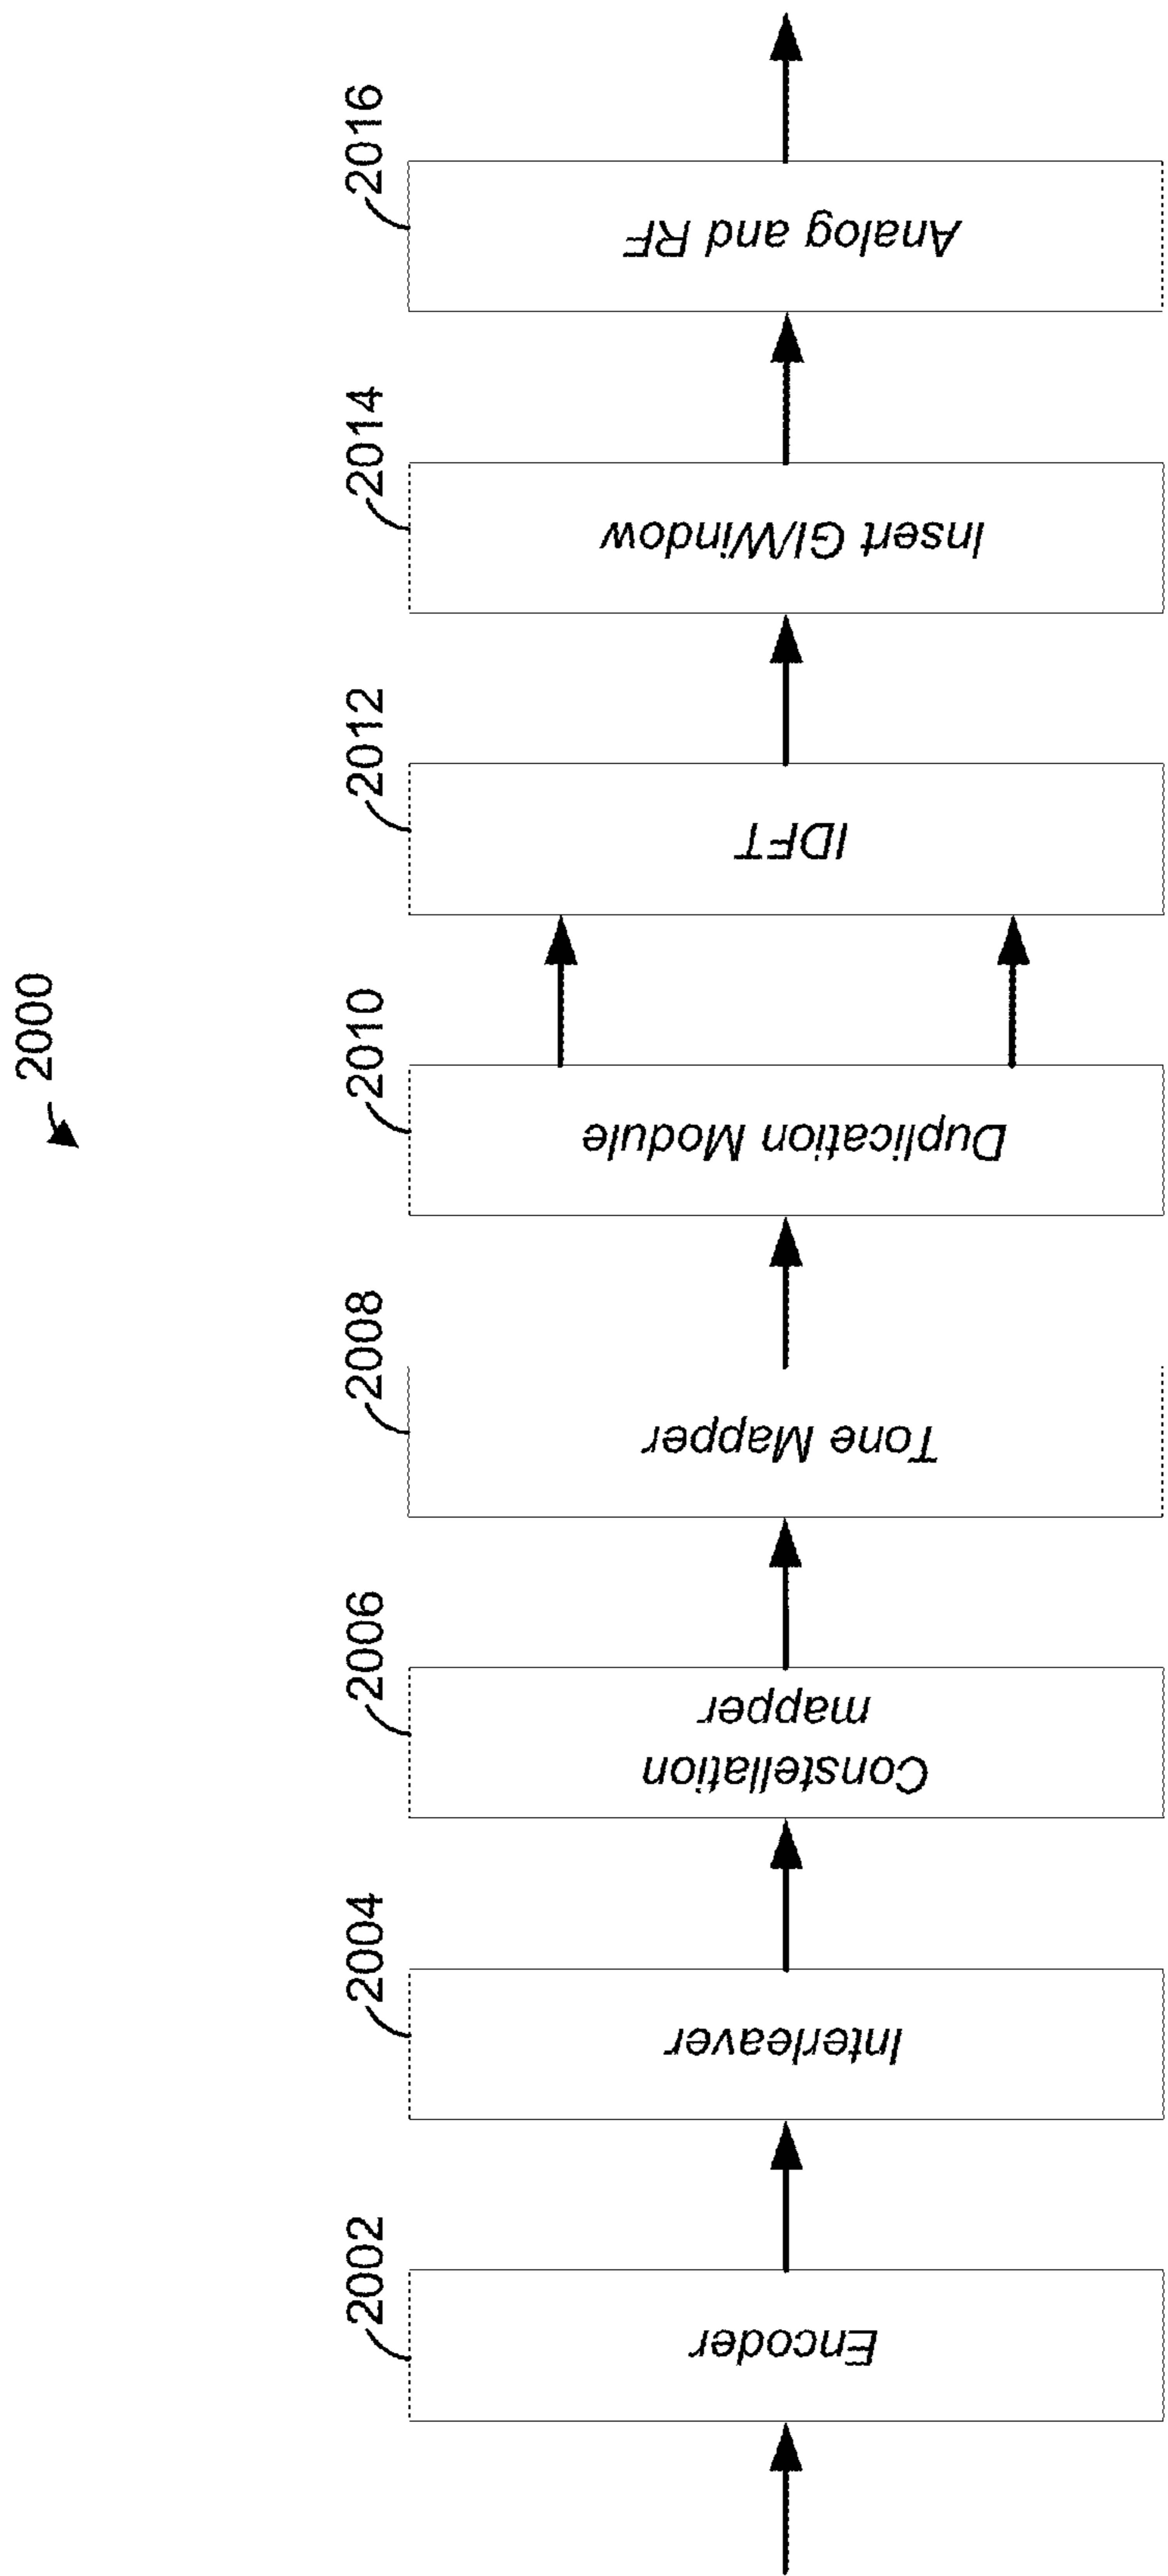 2000
2002
Encoder
2004
Interleaver
2006
Constellation
mapper
2008
Tone Mapper
2010
Duplication Module
2012
IDFT
2014
Insert GI/Window
2016
Analog and RF